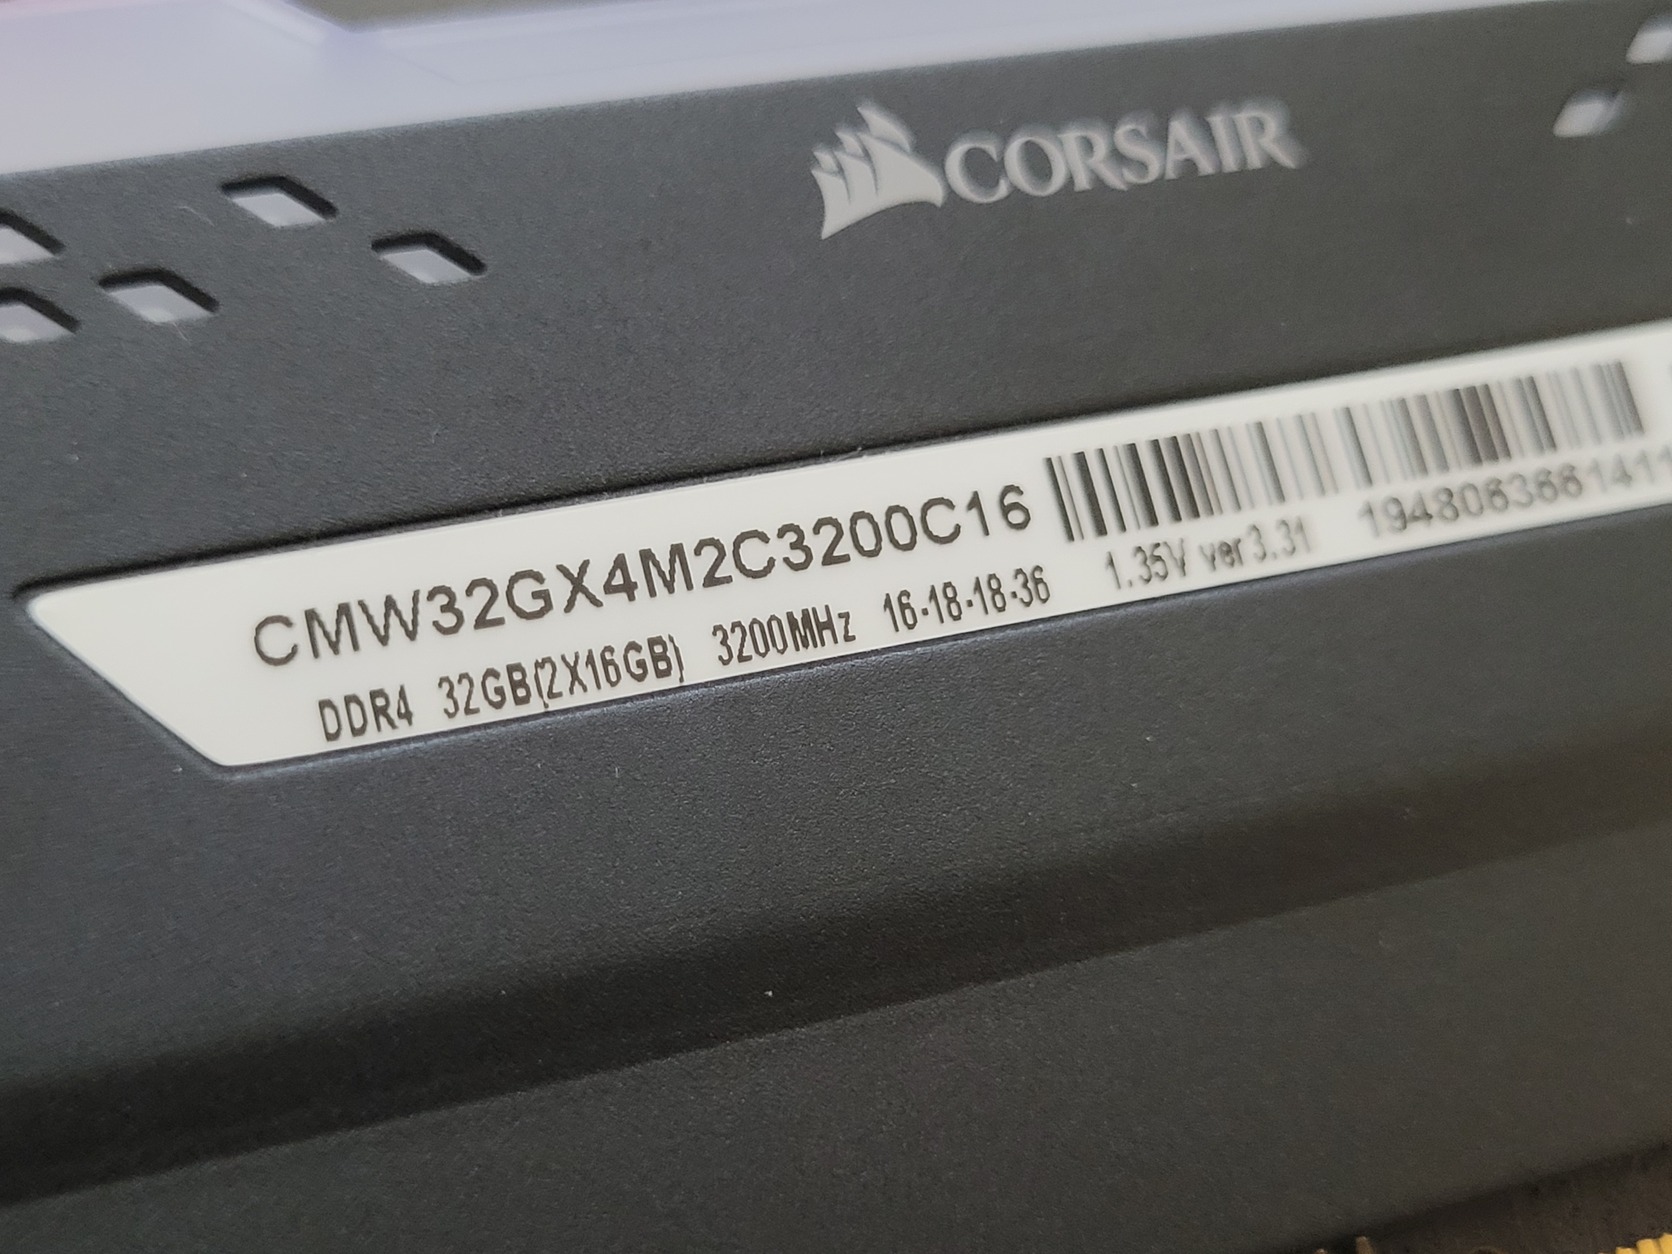 CORSAIR
CMW32GX4M2C3200C16
DDR4 32GB(2X16GB) 3200MHz 16-18-18-36 1.35V ver3.31